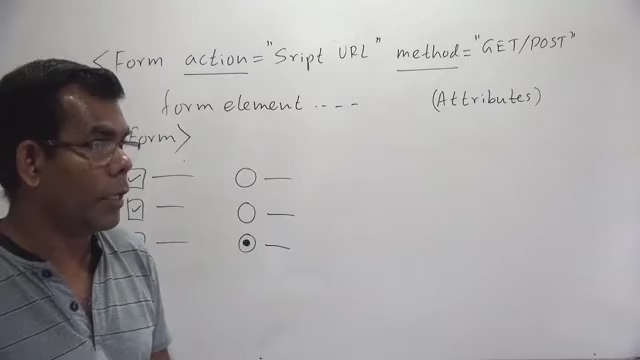 <Form action="Sript URL" method="GET/POST"
form element ....
(Attributes)
Form>